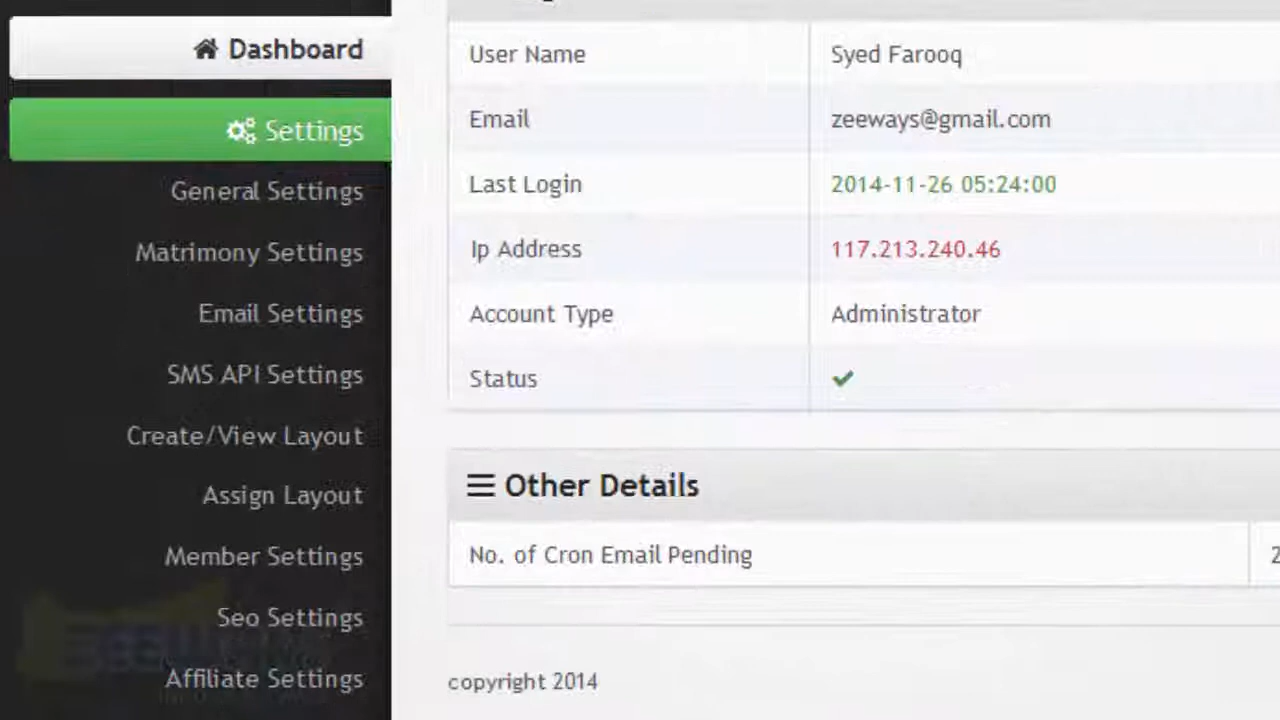 Dashboard
Settings
General Settings
Matrimony Settings
Email Settings
SMS API Settings
Create/View Layout
Assign Layout
Member Settings
Seo Settings
Affiliate Settings
User Name Syed Farooq
Email zeeways@gmail.com
Last Login 2014-11-26 05:24:00
Ip Address 117.213.240.46
Account Type Administrator
Status
Other Details
No. of Cron Email Pending
copyright 2014